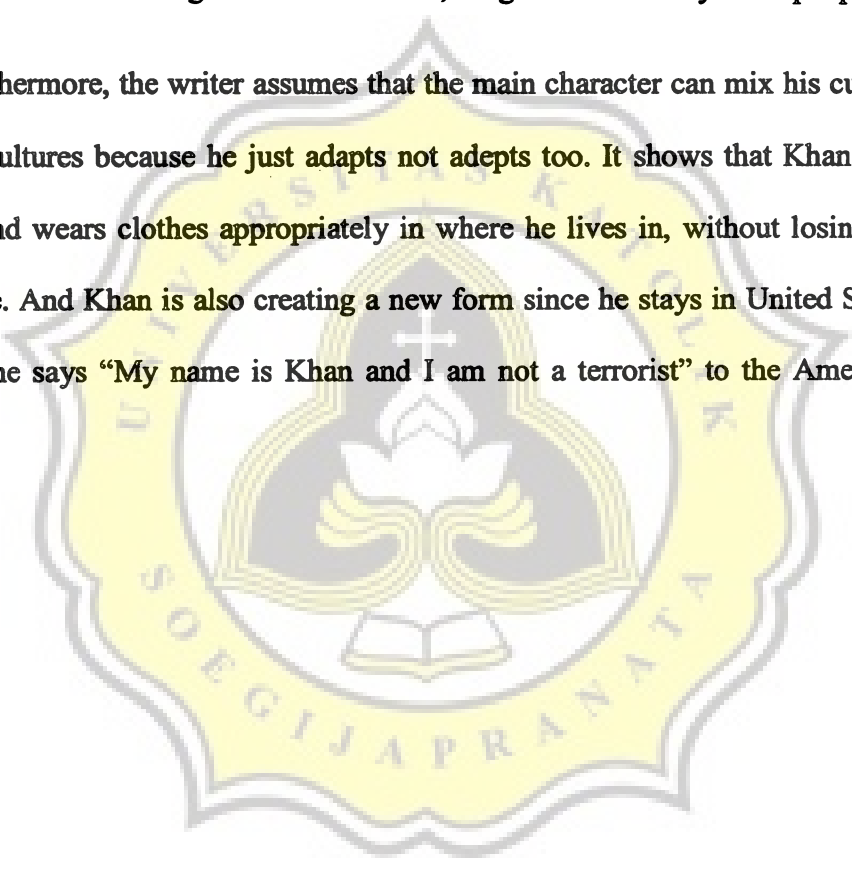 hermore, the writer assumes that the main character can mix his cu
ultures because he just adapts not adepts too. It shows that Khan
nd wears clothes appropriately in where he lives in, without losin
e. And Khan is also creating a new form since he stays in United S
he says “My name is Khan and I am not a terrorist” to the Ame
UNIVERSITAS KATOLIK
SOEGIJAPRANATA